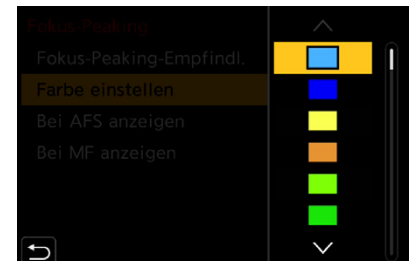 Fokus-Peaking
Fokus-Peaking-Empfindl.
Farbe einstellen
Bei AFS anzeigen
Bei MF anzeigen